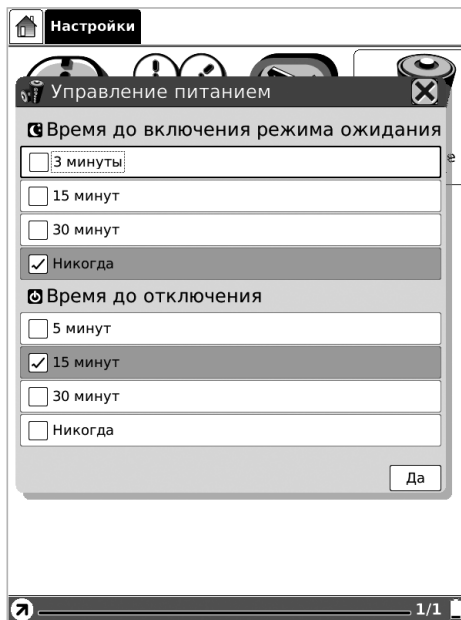 Настройки
Управление питанием
Время до включения режима ожидания
3 минуты
15 минут
30 минут
Никогда
Время до отключения
5 минут
15 минут
30 минут
Никогда
Да
1/1